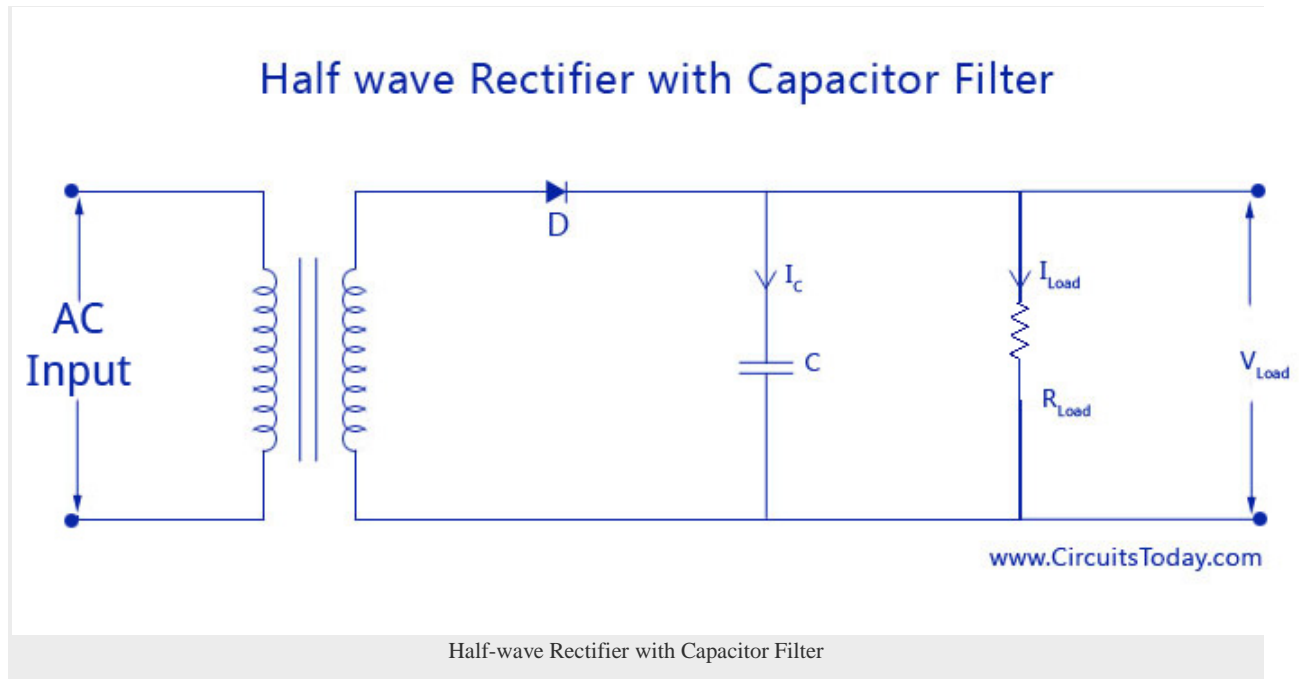 Half wave Rectifier with Capacitor Filter
D
AC
Input
I_C
C
I_Load
R_Load
V_Load
www.CircuitsToday.com
Half-wave Rectifier with Capacitor Filter